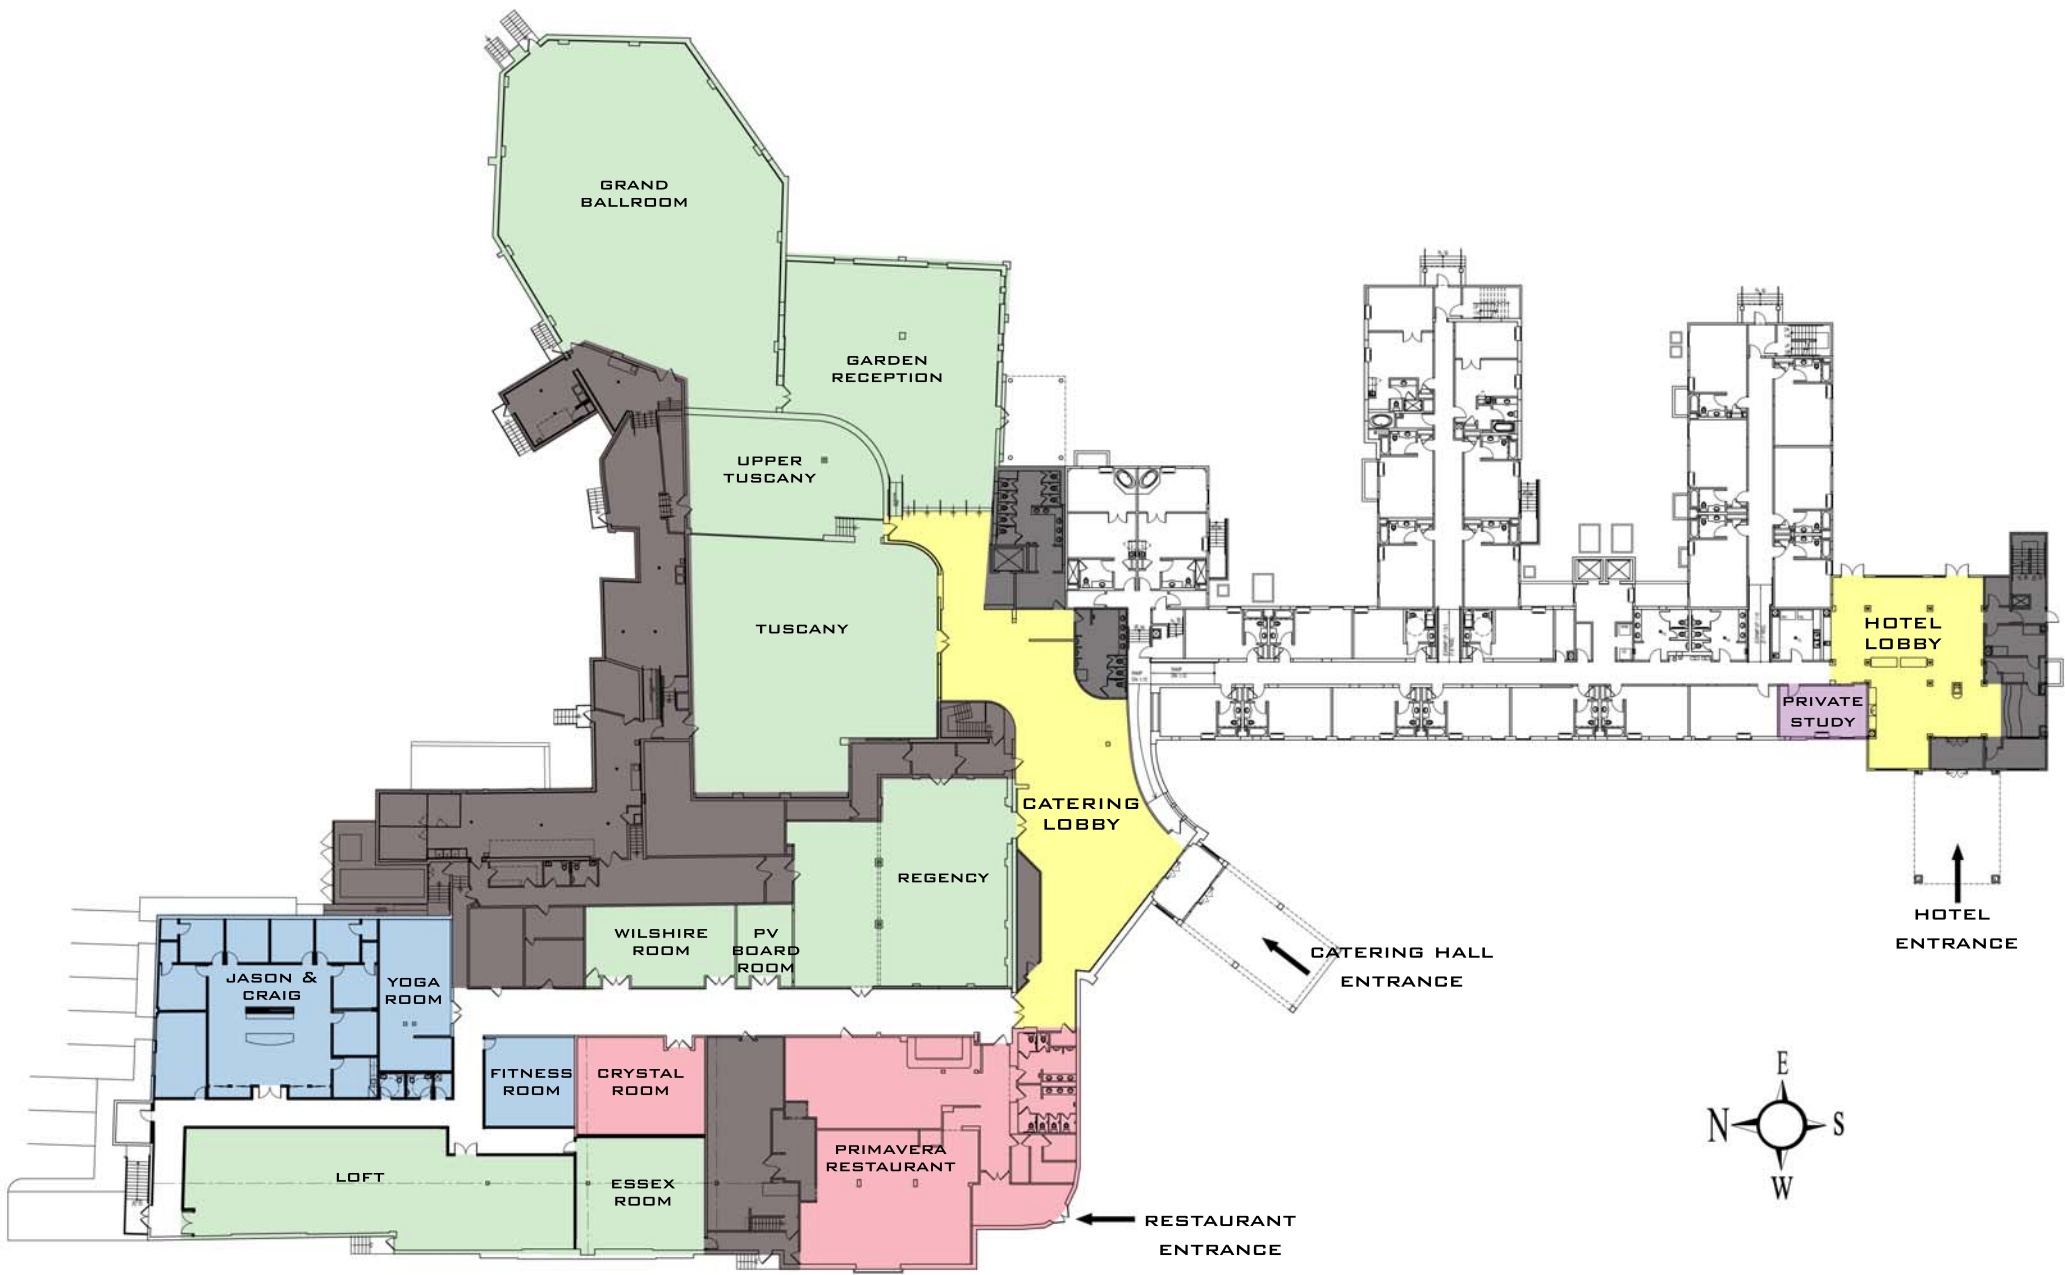 GRAND
BALLROOM
GARDEN
RECEPTION
UPPER
TUSCANY
TUSCANY
HOTEL
LOBBY
PRIVATE
STUDY
CATERING
LOBBY
REGENCY
WILSHIRE
ROOM
PV
BOARD
ROOM
HOTEL
ENTRANCE
CATERING HALL
ENTRANCE
JASON &
CRAIG
YOGA
ROOM
FITNESS
ROOM
CRYSTAL
ROOM
PRIMAVERA
RESTAURANT
LOFT
ESSEX
ROOM
RESTAURANT
ENTRANCE
E
N
S
W